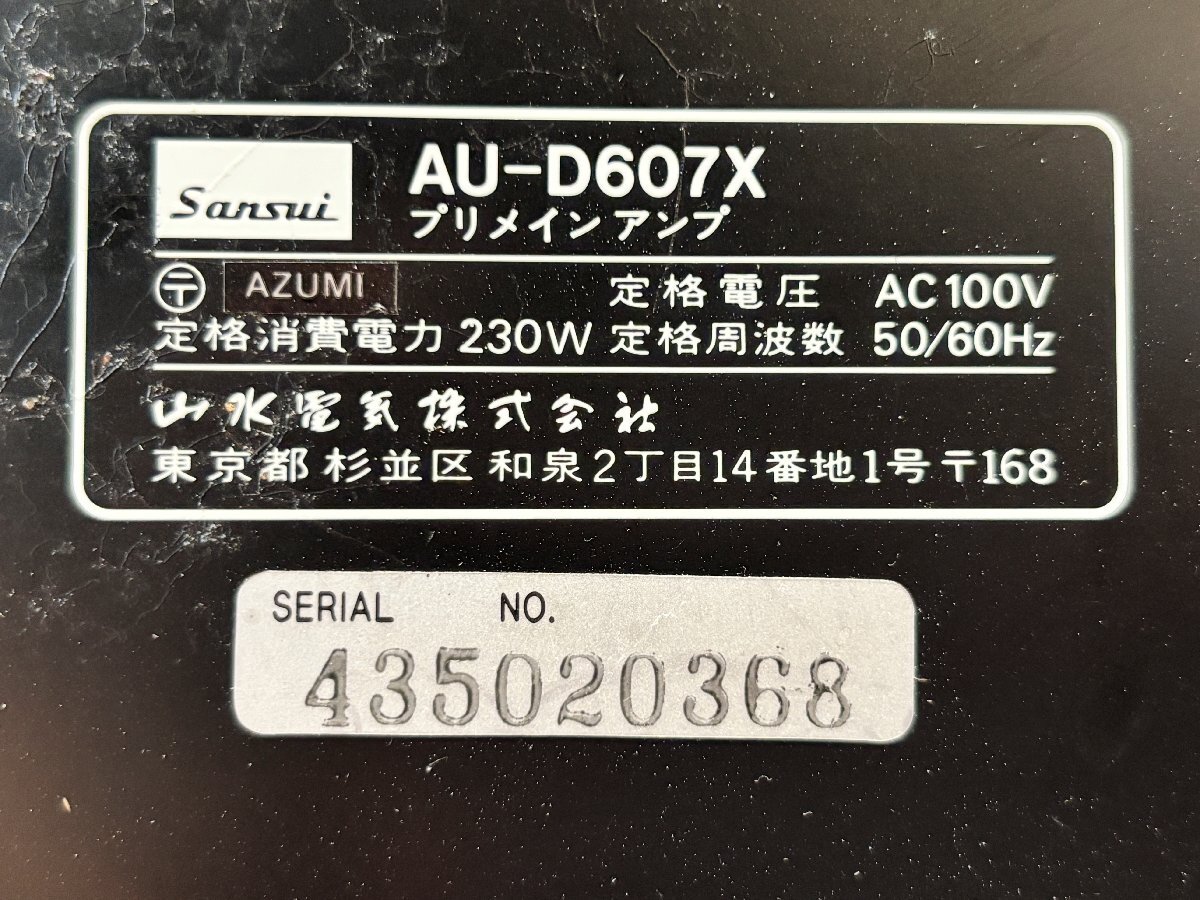 Sansui
AU-D607X
プリメインアンプ
〒 AZUMI 定格電圧 AC100V
定格消費電力 230W 定格周波数 50/60Hz
山水電気株式会社
東京都杉並区和泉2丁目14番地1号〒168
SERIAL NO.
435020368